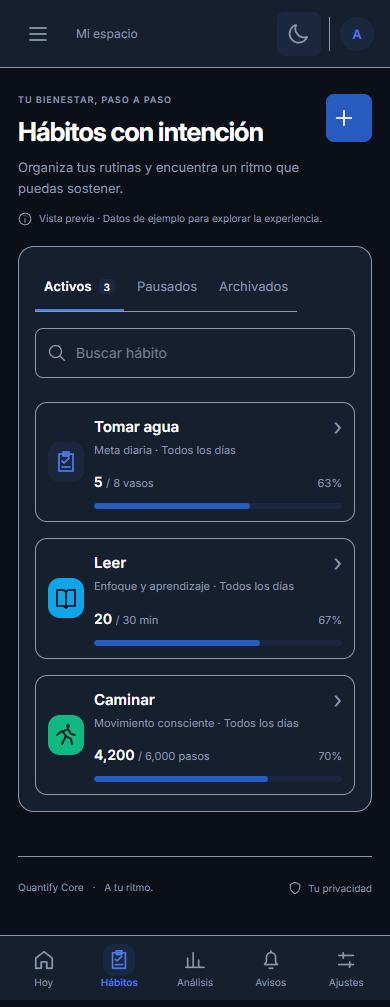 Mi espacio
A
TU BIENESTAR, PASO A PASO
Hábitos con intención
Organiza tus rutinas y encuentra un ritmo que
puedas sostener.
Vista previa · Datos de ejemplo para explorar la experiencia.
Activos 3 Pausados Archivados
Buscar hábito
Tomar agua
Meta diaria · Todos los días
5 / 8 vasos 63%
Leer
Enfoque y aprendizaje · Todos los días
20 / 30 min 67%
Caminar
Movimiento consciente · Todos los días
4,200 / 6,000 pasos 70%
Quantify Core · A tu ritmo. Tu privacidad
Hoy Hábitos Análisis Avisos Ajustes